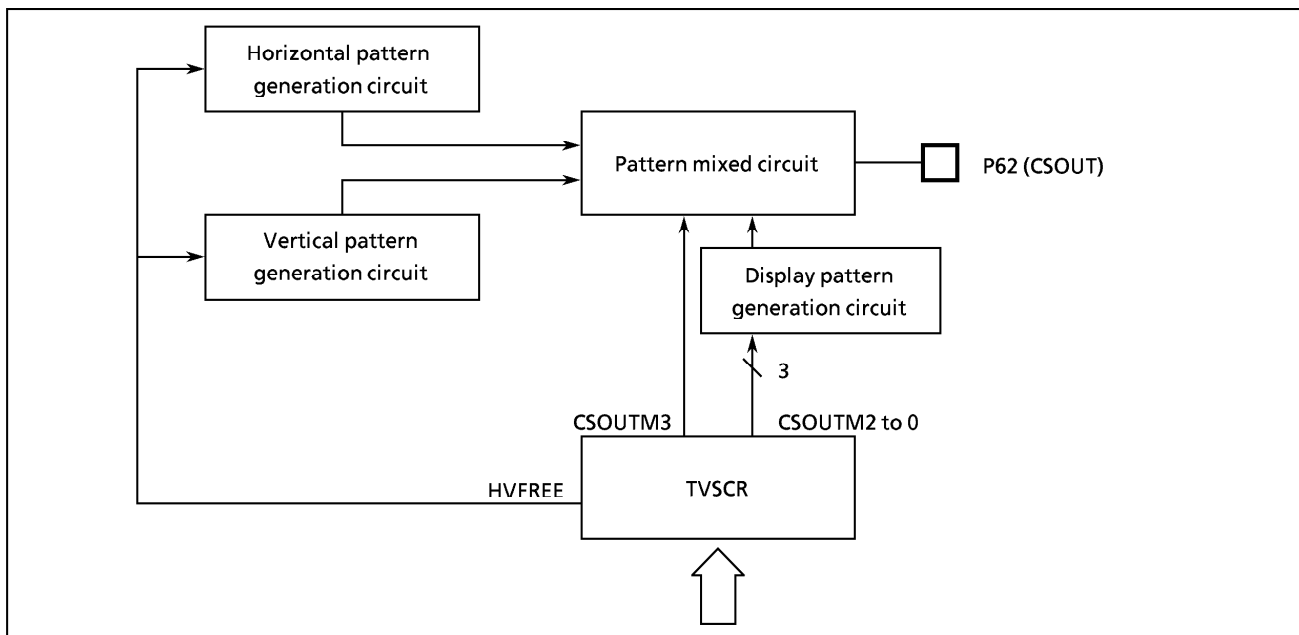 Horizontal pattern
generation circuit
Pattern mixed circuit
P62 (CSOUT)
Vertical pattern
generation circuit
Display pattern
generation circuit
3
CSOUTM3
CSOUTM2 to 0
HVFREE
TVSCR